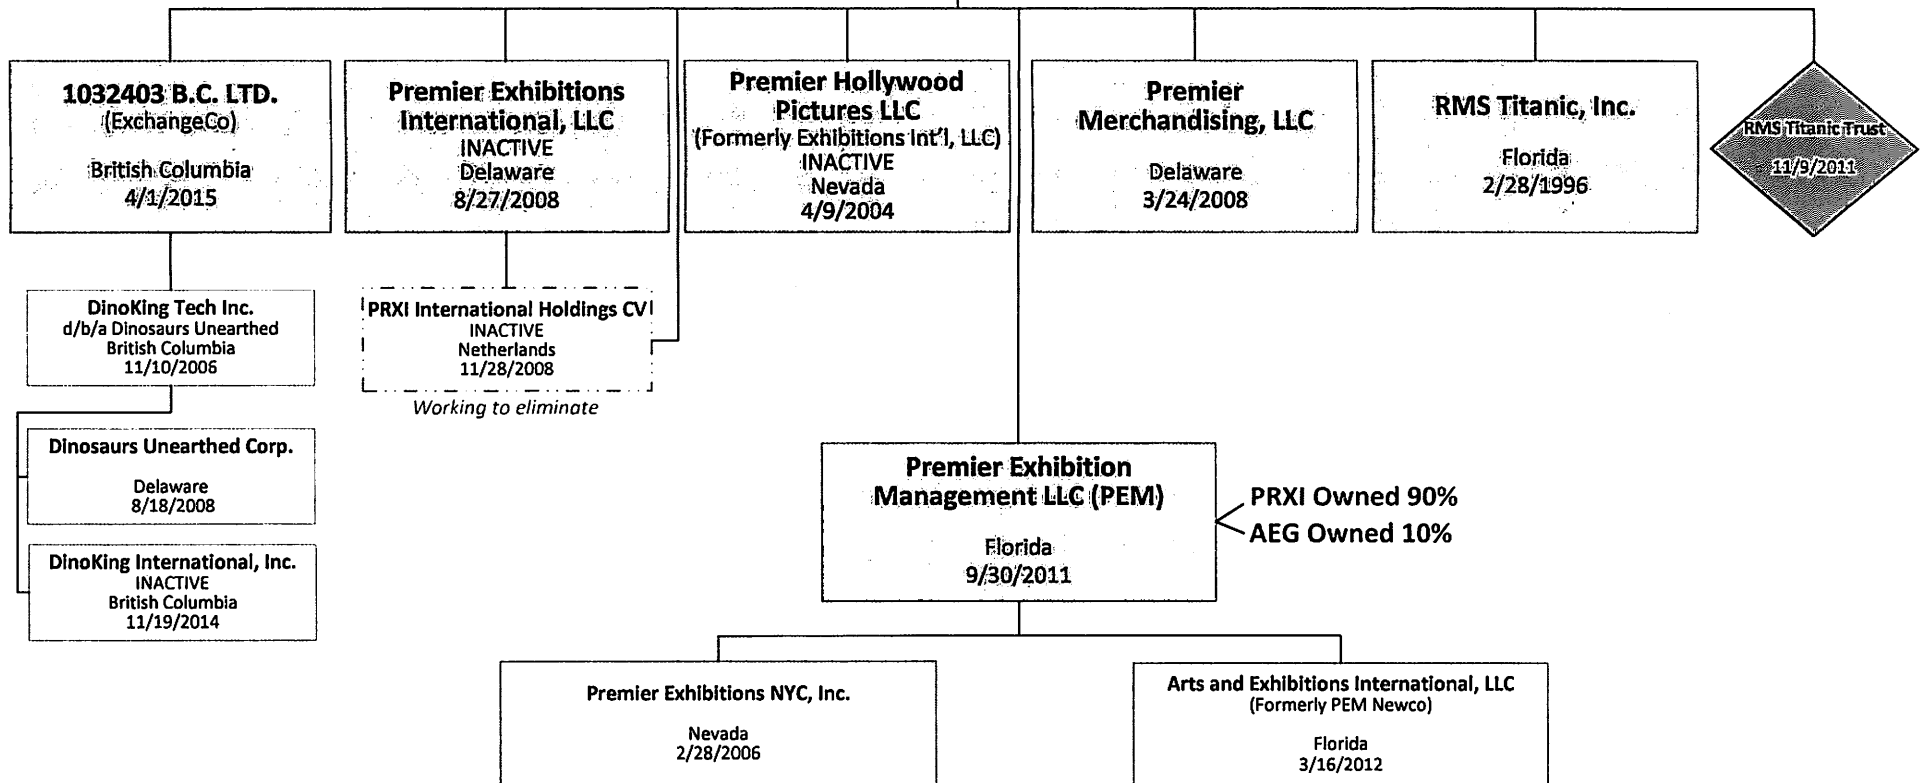 1032403 B.C. LTD.
(ExchangeCo)
British Columbia
4/1/2015
Premier Exhibitions
International, LLC
INACTIVE
Delaware
8/27/2008
Premier Hollywood
Pictures LLC
(Formerly Exhibitions Int'l, LLC)
INACTIVE
Nevada
4/9/2004
Premier
Merchandising, LLC
Delaware
3/24/2008
RMS Titanic, Inc.
Florida
2/28/1996
RMS Titanic Trust
11/9/2011
DinoKing Tech Inc.
d/b/a Dinosaurs Unearthed
British Columbia
11/10/2006
PRXI International Holdings CV
INACTIVE
Netherlands
11/28/2008
Working to eliminate
Dinosaurs Unearthed Corp.
Delaware
8/18/2008
DinoKing International, Inc.
INACTIVE
British Columbia
11/19/2014
Premier Exhibition
Management LLC (PEM)
Florida
9/30/2011
PRXI Owned 90%
AEG Owned 10%
Premier Exhibitions NYC, Inc.
Nevada
2/28/2006
Arts and Exhibitions International, LLC
(Formerly PEM Newco)
Florida
3/16/2012